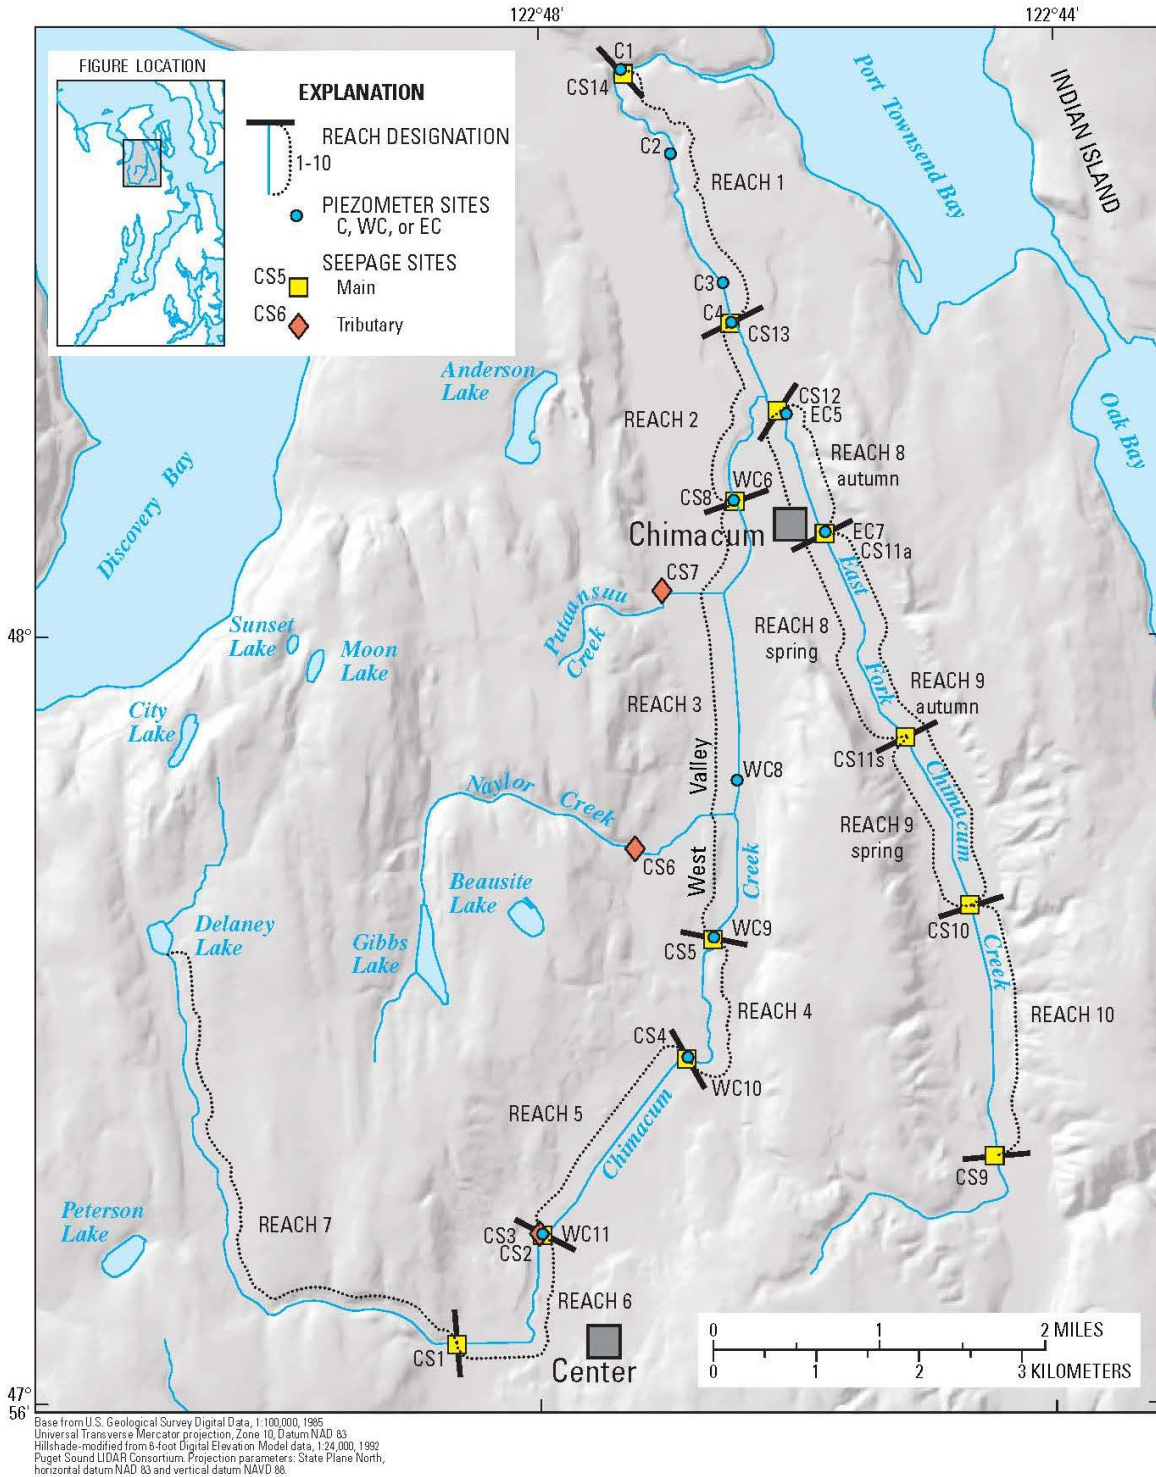 122°48'
122°44'
FIGURE LOCATION
EXPLANATION
REACH DESIGNATION
1-10
PIEZOMETER SITES
C, WC, or EC
SEEPAGE SITES
CS5
Main
CS6
Tributary
C1
CS14
C2
REACH 1
Port Townsend Bay
INDIAN ISLAND
C3
C4
CS13
Anderson
Lake
CS12
EC5
Oak Bay
REACH 2
REACH 8
autumn
Discovery Bay
WC6
CS8
Chimacum
EC7
CS11a
East
CS7
Putaansuu
Creek
48°
Sunset
Lake
Moon
Lake
REACH 8
spring
Fork
REACH 9
autumn
REACH 3
City
Lake
Valley
CS11s
WC8
Naylor
Creek
Chimacum
REACH 9
spring
CS6
West
Creek
Beausite
Lake
Delaney
Lake
Gibbs
Lake
WC9
CS5
CS10
Creek
REACH 4
REACH 10
CS4
WC10
REACH 5
Chimacum
CS9
Peterson
Lake
REACH 7
CS3
CS2
WC11
REACH 6
CS1
Center
0 1 2 MILES
0 1 2 3 KILOMETERS
47°
56'
Base from U.S. Geological Survey Digital Data, 1:100,000, 1985
Universal Transverse Mercator projection, Zone 10, Datum NAD 83
Hillshade-modified from 6-foot Digital Elevation Model data, 1:24,000, 1992
Puget Sound LIDAR Consortium. Projection parameters: State Plane North,
horizontal datum NAD 83 and vertical datum NAVD 88.